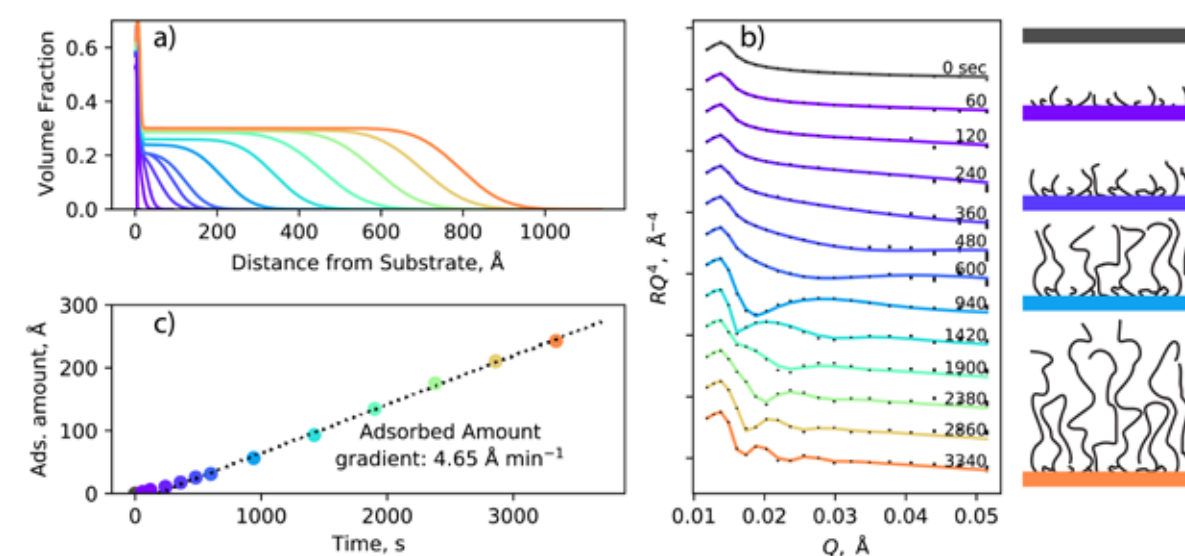 a)
0.6
0.4
0.2
0.0
Volume Fraction
0 200 400 600 800 1000
Distance from Substrate, Å
c)
300
200
100
0
Ads. amount, Å
Adsorbed Amount
gradient: 4.65 Å min⁻¹
0 1000 2000 3000
Time, s
b)
RQ⁴, Å⁻⁴
0 sec
60
120
240
360
480
600
940
1420
1900
2380
2860
3340
0.01 0.02 0.03 0.04 0.05
Q, Å